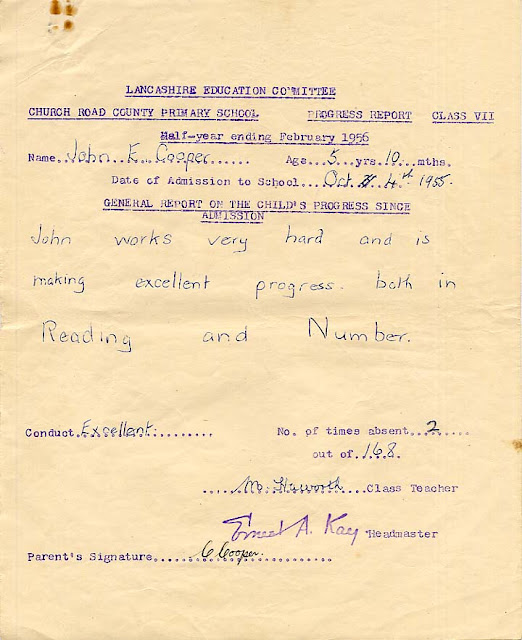 LANCASHIRE EDUCATION COMMITTEE
CHURCH ROAD COUNTY PRIMARY SCHOOL PROGRESS REPORT CLASS VII
Half-year ending February 1956
Name. John E. Cooper...... Age...5...yrs.10..mths.
Date of Admission to School...Oct 4th 1955.
GENERAL REPORT ON THE CHILD'S PROGRESS SINCE
ADMISSION
John works very hard and is
making excellent progress. both in
Reading and Number.
Conduct.Excellent.......... No. of times absent...2.....
out of.168.
.....M. Haworth....Class Teacher
Ernest A. Kay Headmaster
Parent's Signature......C Cooper...........